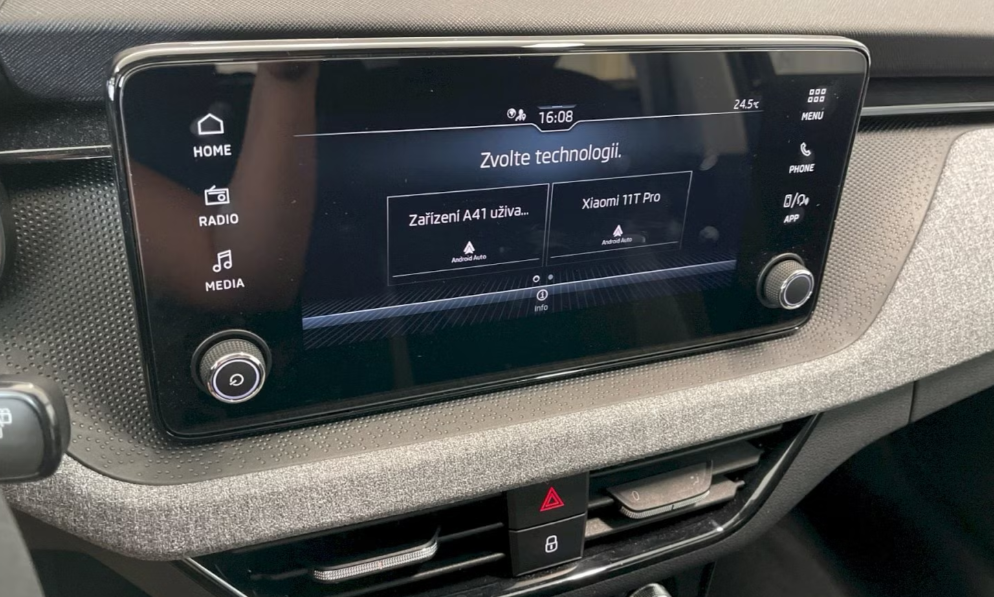 16:08
24.5°C
HOME
RADIO
MEDIA
Zvolte technologii.
Zařízení A41 uživa...
Android Auto
Xiaomi 11T Pro
Android Auto
Info
MENU
PHONE
APP